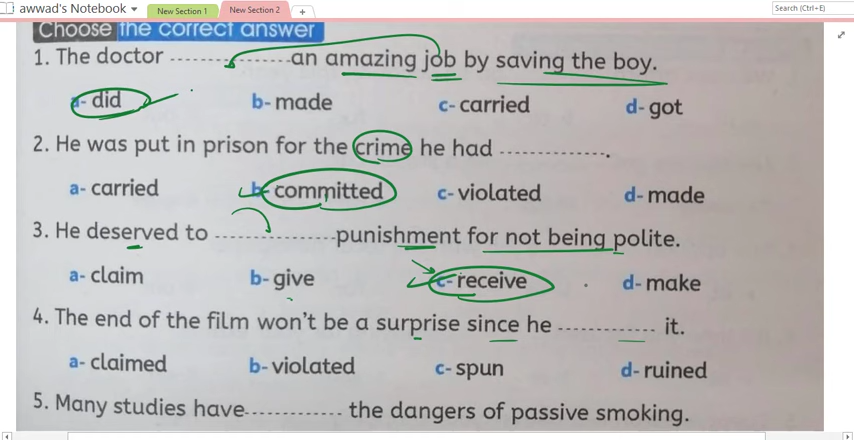 awwad's Notebook
New Section 1
New Section 2
+
Search (Ctrl+E)
Choose the correct answer
1. The doctor ....................... an amazing job by saving the boy.
a- did b- made c- carried d- got
2. He was put in prison for the crime he had .....................
a- carried b- committed c- violated d- made
3. He deserved to ....................... punishment for not being polite.
a- claim b- give c- receive d- make
4. The end of the film won't be a surprise since he .................... it.
a- claimed b- violated c- spun d- ruined
5. Many studies have.................... the dangers of passive smoking.